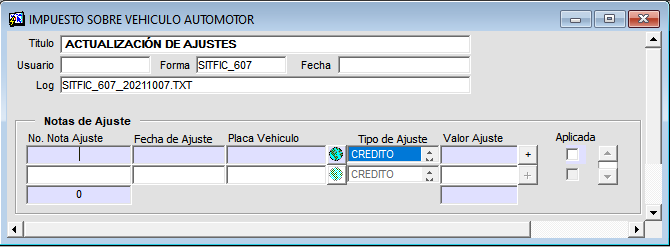 IMPUESTO SOBRE VEHICULO AUTOMOTOR
Titulo ACTUALIZACIÓN DE AJUSTES
Usuario Forma SITFIC_607 Fecha
Log SITFIC_607_20211007.TXT
Notas de Ajuste
No. Nota Ajuste Fecha de Ajuste Placa Vehiculo Tipo de Ajuste Valor Ajuste Aplicada
CREDITO +
CREDITO +
0